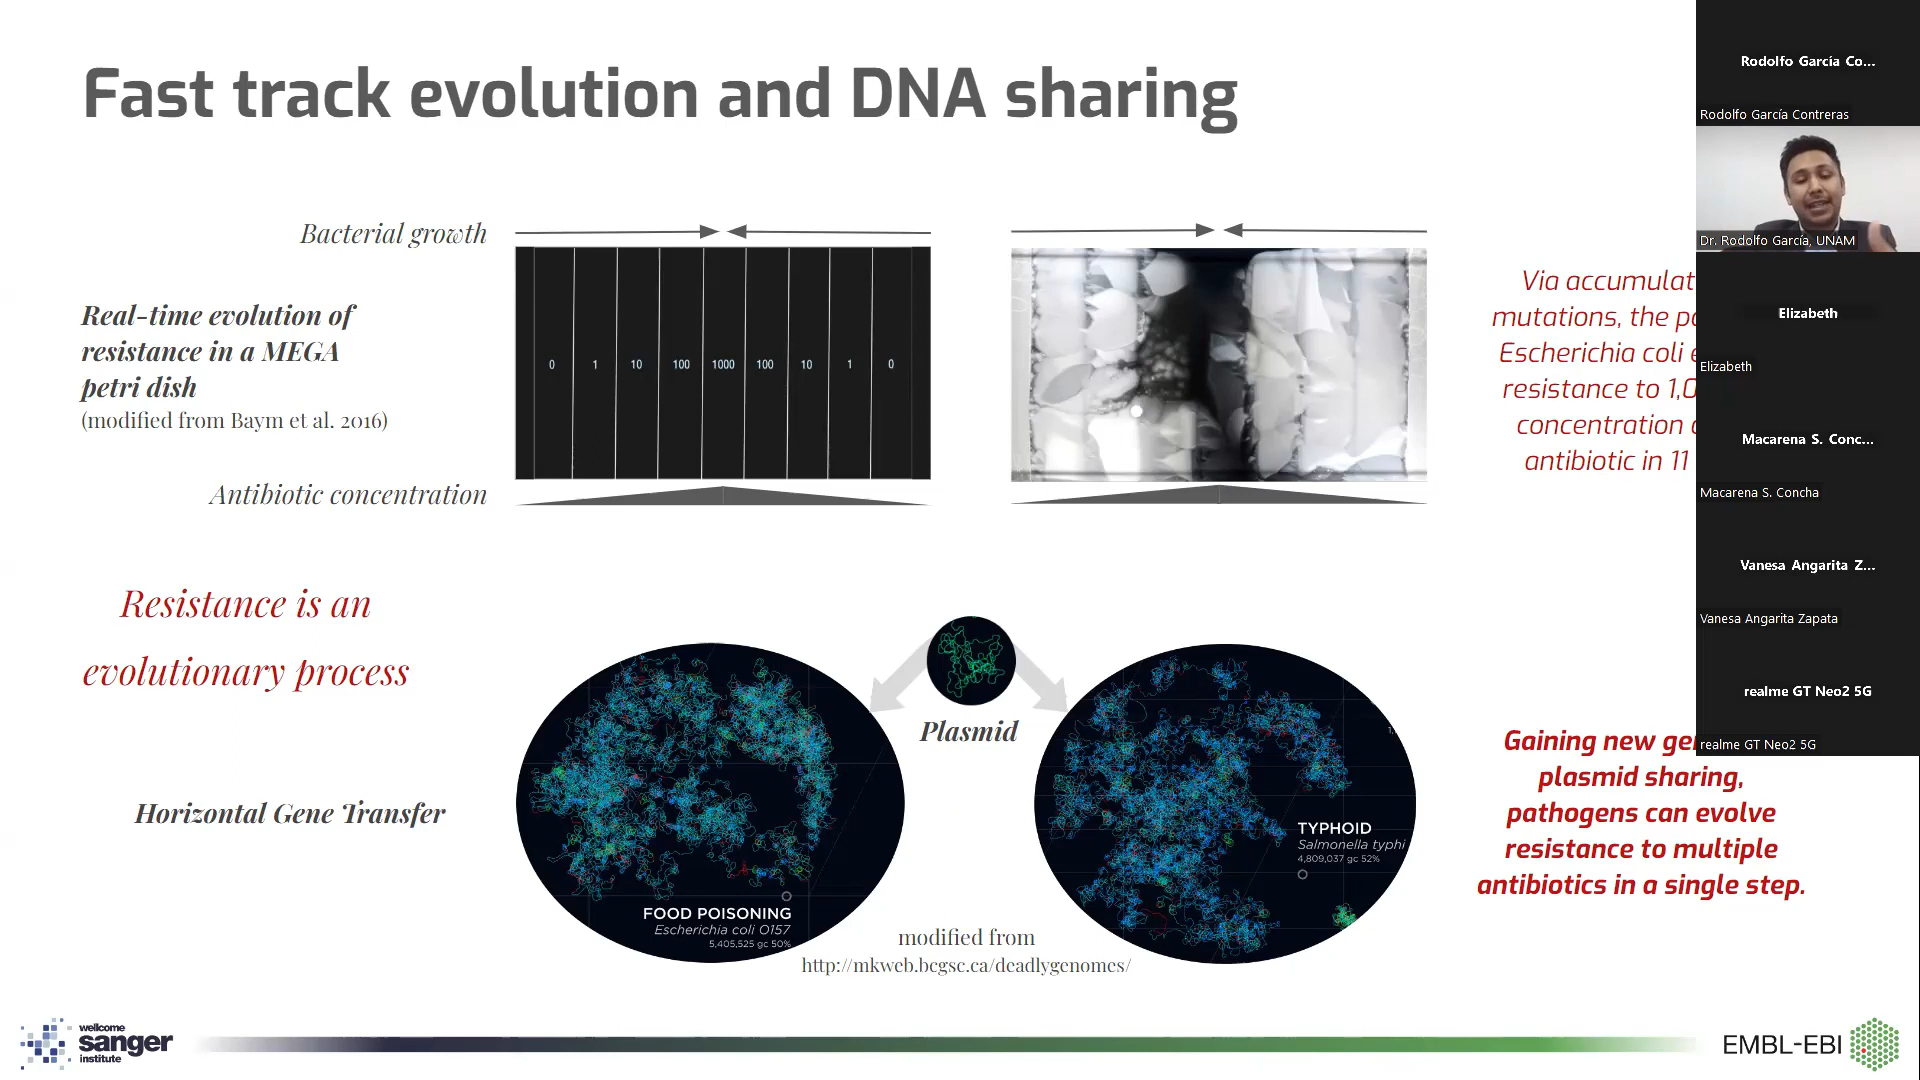 Fast track evolution and DNA sharing
Bacterial growth
Real-time evolution of
resistance in a MEGA
petri dish
(modified from Baym et al. 2016)
Antibiotic concentration
0 1 10 100 1000 100 10 1 0
Via accumulat
mutations, the
Escherichia coli
resistance to 1,0
concentration
antibiotic in 11
Resistance is an
evolutionary process
Horizontal Gene Transfer
Plasmid
FOOD POISONING
Escherichia coli O157
5,405,525 gc 50%
TYPHOID
Salmonella typhi
4,809,037 gc 52%
modified from
http://mkweb.bcgsc.ca/deadlygenomes/
Gaining new
plasmid sharing,
pathogens can evolve
resistance to multiple
antibiotics in a single step.
wellcome
sanger
institute
EMBL-EBI
Rodolfo García Co...
Rodolfo García Contreras
Dr. Rodolfo García, UNAM
Elizabeth
Elizabeth
Macarena S. Conc...
Macarena S. Concha
Vanesa Angarita Z...
Vanesa Angarita Zapata
realme GT Neo2 5G
realme GT Neo2 5G